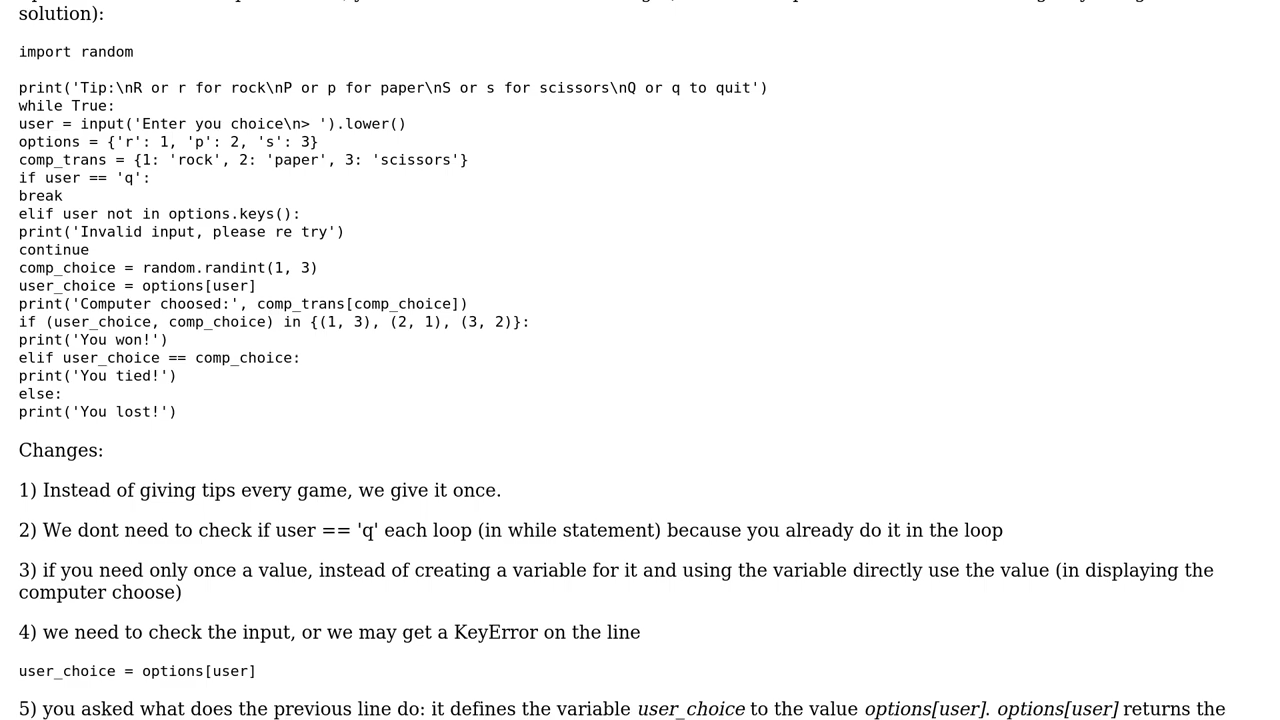 solution):
import random
print('Tip:\nR or r for rock\nP or p for paper\nS or s for scissors\nQ or q to quit')
while True:
user = input('Enter you choice\n> ').lower()
options = {'r': 1, 'p': 2, 's': 3}
comp_trans = {1: 'rock', 2: 'paper', 3: 'scissors'}
if user == 'q':
break
elif user not in options.keys():
print('Invalid input, please re try')
continue
comp_choice = random.randint(1, 3)
user_choice = options[user]
print('Computer choosed:', comp_trans[comp_choice])
if (user_choice, comp_choice) in {(1, 3), (2, 1), (3, 2)}:
print('You won!')
elif user_choice == comp_choice:
print('You tied!')
else:
print('You lost!')
Changes:
1) Instead of giving tips every game, we give it once.
2) We dont need to check if user == 'q' each loop (in while statement) because you already do it in the loop
3) if you need only once a value, instead of creating a variable for it and using the variable directly use the value (in displaying the
computer choose)
4) we need to check the input, or we may get a KeyError on the line
user_choice = options[user]
5) you asked what does the previous line do: it defines the variable user_choice to the value options[user]. options[user] returns the